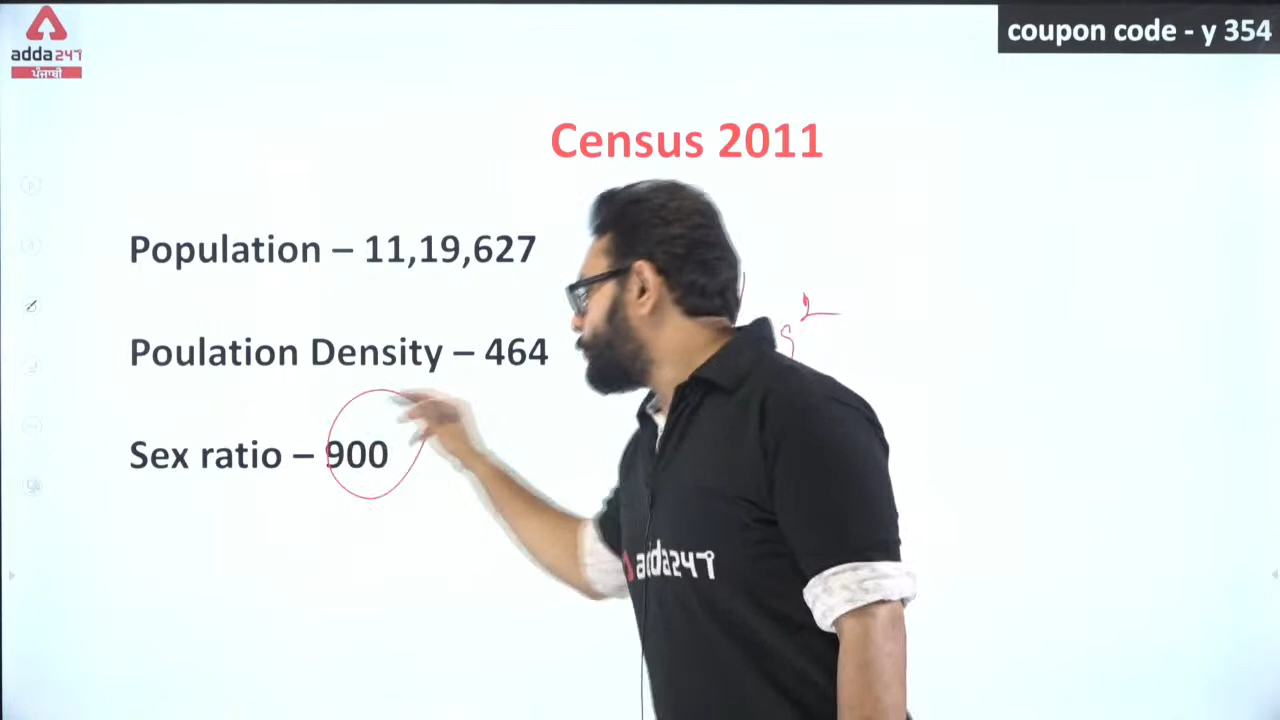 adda247
ਪੰਜਾਬੀ
coupon code - y 354
Census 2011
Population – 11,19,627
Poulation Density – 464
Sex ratio – 900
adda247